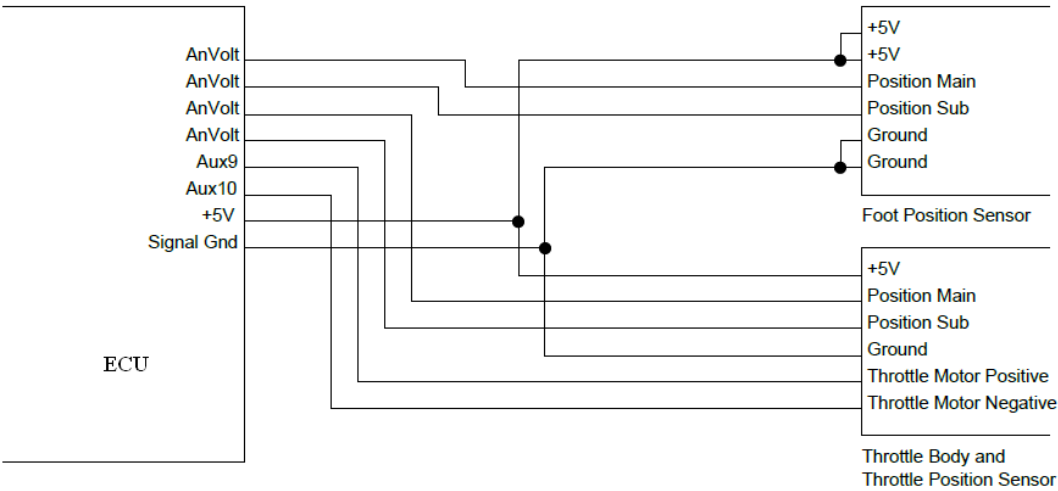 AnVolt
AnVolt
AnVolt
AnVolt
Aux9
Aux10
+5V
Signal Gnd
ECU
+5V
+5V
Position Main
Position Sub
Ground
Ground
Foot Position Sensor
+5V
Position Main
Position Sub
Ground
Throttle Motor Positive
Throttle Motor Negative
Throttle Body and
Throttle Position Sensor